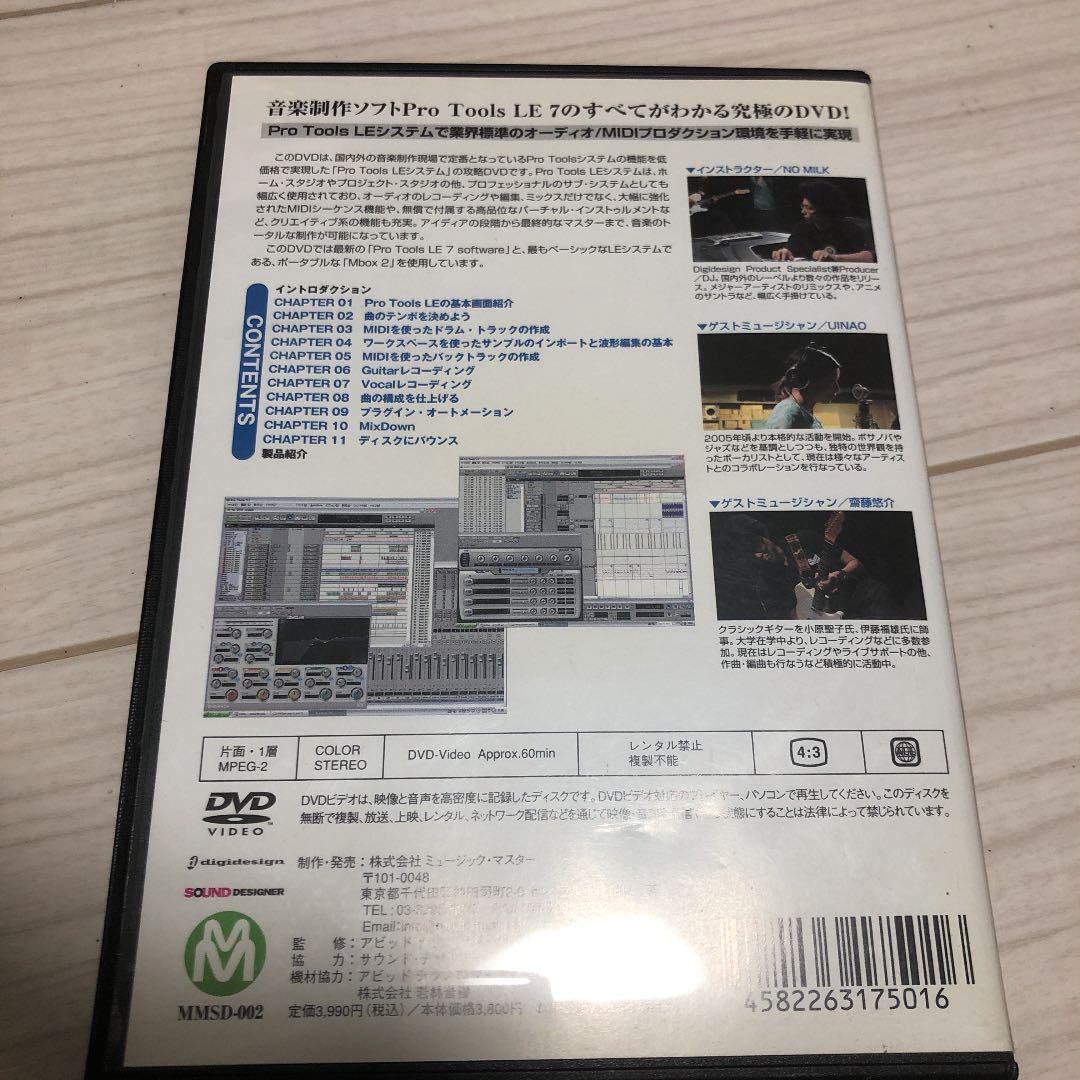 音楽制作ソフトPro Tools LE 7のすべてがわかる究極のDVD!
Pro Tools LEシステムで業界標準のオーディオ/MIDIプロダクション環境を手軽に実現
このDVDは、国内外の音楽制作現場で定番となっているPro Toolsシステムの機能を低
価格で実現した「Pro Tools LEシステム」の攻略DVDです。Pro Tools LEシステムは、ホ
ーム・スタジオやプロジェクト・スタジオの他、プロフェッショナルのサブ・システムとしても
幅広く使用されており、オーディオのレコーディングや編集、ミックスだけでなく、大幅に強化
されたMIDIシーケンス機能や、無償で付属する高品位なバーチャル・インストゥルメントな
ど、クリエイティブ系の機能も充実。アイディアの段階から最終的なマスターまで、音楽のト
ータルな制作が可能になっています。
このDVDでは最新の「Pro Tools LE 7 software」と、最もベーシックなLEシステムで
ある、ポータブルな「Mbox 2」を使用しています。
CONTENTS
イントロダクション
CHAPTER 01 Pro Tools LEの基本画面紹介
CHAPTER 02 曲のテンポを決めよう
CHAPTER 03 MIDIを使ったドラム・トラックの作成
CHAPTER 04 ワークスペースを使ったサンプルのインポートと波形編集の基本
CHAPTER 05 MIDIを使ったバックトラックの作成
CHAPTER 06 Guitarレコーディング
CHAPTER 07 Vocalレコーディング
CHAPTER 08 曲の構成を仕上げる
CHAPTER 09 プラグイン・オートメーション
CHAPTER 10 MixDown
CHAPTER 11 ディスクにバウンス
製品紹介
▼インストラクター/NO MILK
Digidesign Product Specialist兼Producer
/DJ。国内外のレーベルより数々の作品をリリー
ス。メジャーアーティストのリミックスや、アニメ
のサントラなど、幅広く手掛けている。
▼ゲストミュージシャン/UINAO
2005年頃より本格的な活動を開始。ボサノバや
ジャズなどを基調としつつも、独特の世界観を持
ったボーカリストとして、現在は様々なアーティス
トとのコラボレーションを行なっている。
▼ゲストミュージシャン/齋藤悠介
クラシックギターを小原聖子氏、伊藤福雄氏に師
事。大学在学中より、レコーディングなどに多数参
加。現在はレコーディングやライブサポートの他、
作曲・編曲も行なうなど積極的に活動中。
片面・1層
MPEG-2
COLOR
STEREO
DVD-Video Approx.60min
レンタル禁止
複製不能
4:3
DVD
VIDEO
DVDビデオは、映像と音声を高密度に記録したディスクです。DVDビデオ対応のプレイヤー、パソコンで再生してください。このディスクを
無断で複製、放送、上映、レンタル、ネットワーク配信などを通じて映像・音声を 状態にすることは法律によって禁じられています。
digidesign
制作・発売:株式会社 ミュージック・マスター
〒101-0048
東京都千代田
SOUND DESIGNER
TEL:03
Email:
監 修:アビッド
協 力:サウンド・デザ
機材協力:アビッド
株式会社
MMSD-002
定価3,990円(税込)/本体価格3,800円
4582263175016